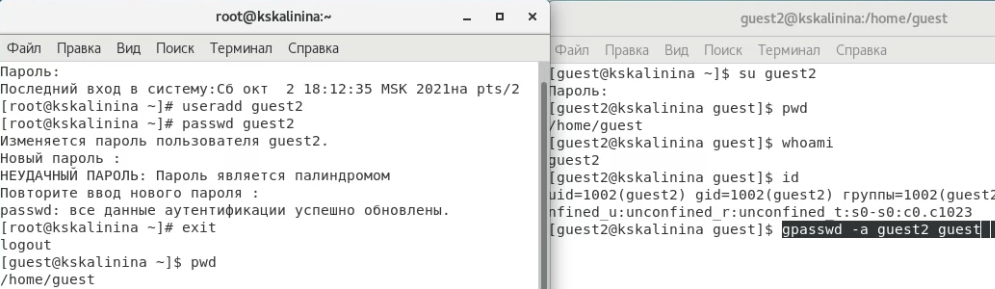 root@kskalinina:~
Файл Правка Вид Поиск Терминал Справка
Пароль:
Последний вход в систему:Сб окт  2 18:12:35 MSK 2021на pts/2
[root@kskalinina ~]# useradd guest2
[root@kskalinina ~]# passwd guest2
Изменяется пароль пользователя guest2.
Новый пароль :
НЕУДАЧНЫЙ ПАРОЛЬ: Пароль является палиндромом
Повторите ввод нового пароля :
passwd: все данные аутентификации успешно обновлены.
[root@kskalinina ~]# exit
logout
[guest@kskalinina ~]$ pwd
/home/guest
guest2@kskalinina:/home/guest
Файл Правка Вид Поиск Терминал Справка
[guest@kskalinina ~]$ su guest2
Пароль:
[guest2@kskalinina guest]$ pwd
/home/guest
[guest2@kskalinina guest]$ whoami
guest2
[guest2@kskalinina guest]$ id
uid=1002(guest2) gid=1002(guest2) группы=1002(guest2
nfined_u:unconfined_r:unconfined_t:s0-s0:c0.c1023
[guest2@kskalinina guest]$ gpasswd -a guest2 guest